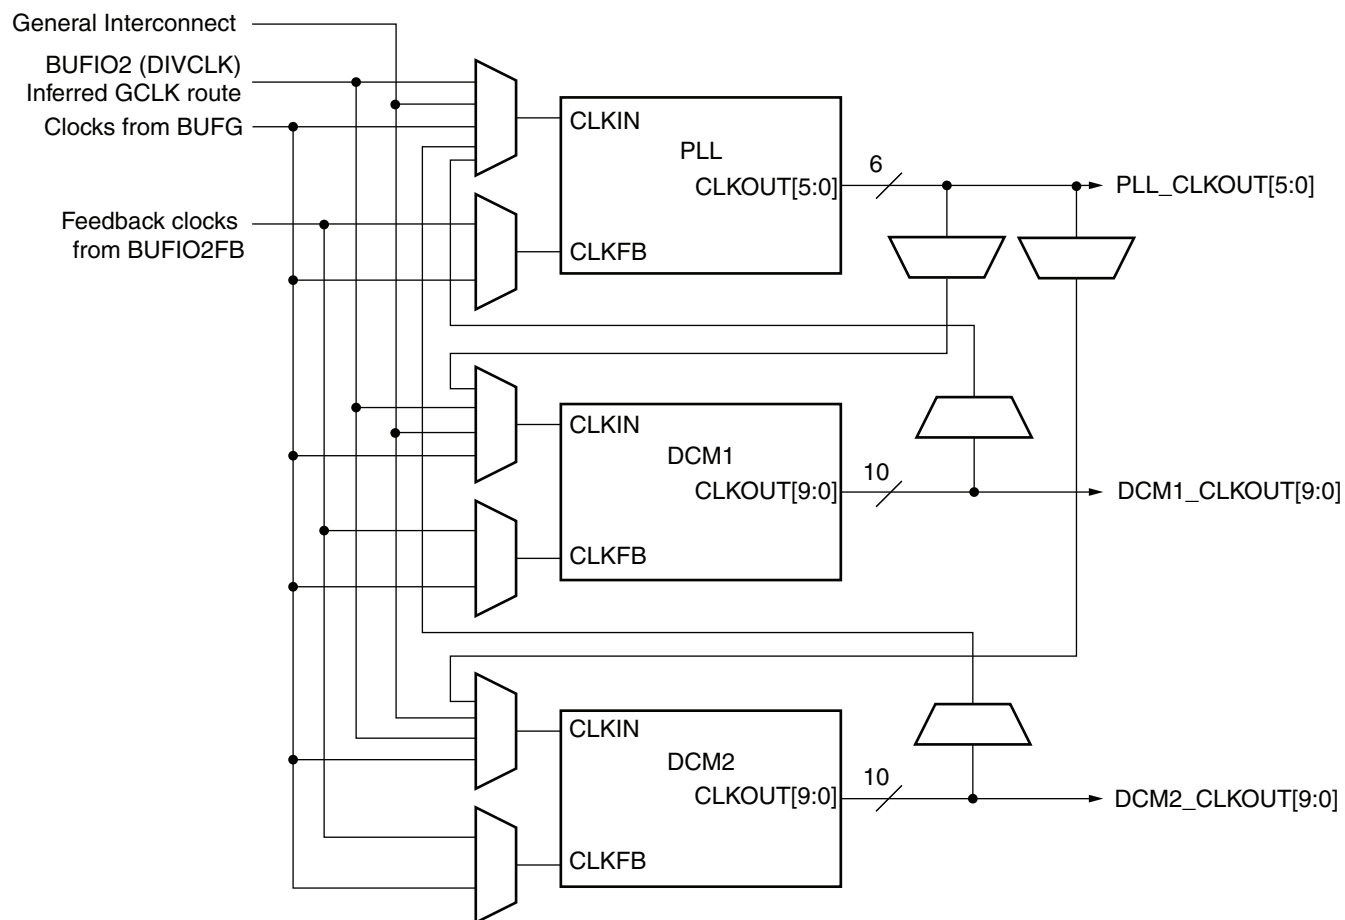 General Interconnect
BUFIO2 (DIVCLK)
Inferred GCLK route
Clocks from BUFG
Feedback clocks
from BUFIO2FB
CLKIN
PLL
CLKOUT[5:0]
CLKFB
6
PLL_CLKOUT[5:0]
CLKIN
DCM1
CLKOUT[9:0]
CLKFB
10
DCM1_CLKOUT[9:0]
CLKIN
DCM2
CLKOUT[9:0]
CLKFB
10
DCM2_CLKOUT[9:0]